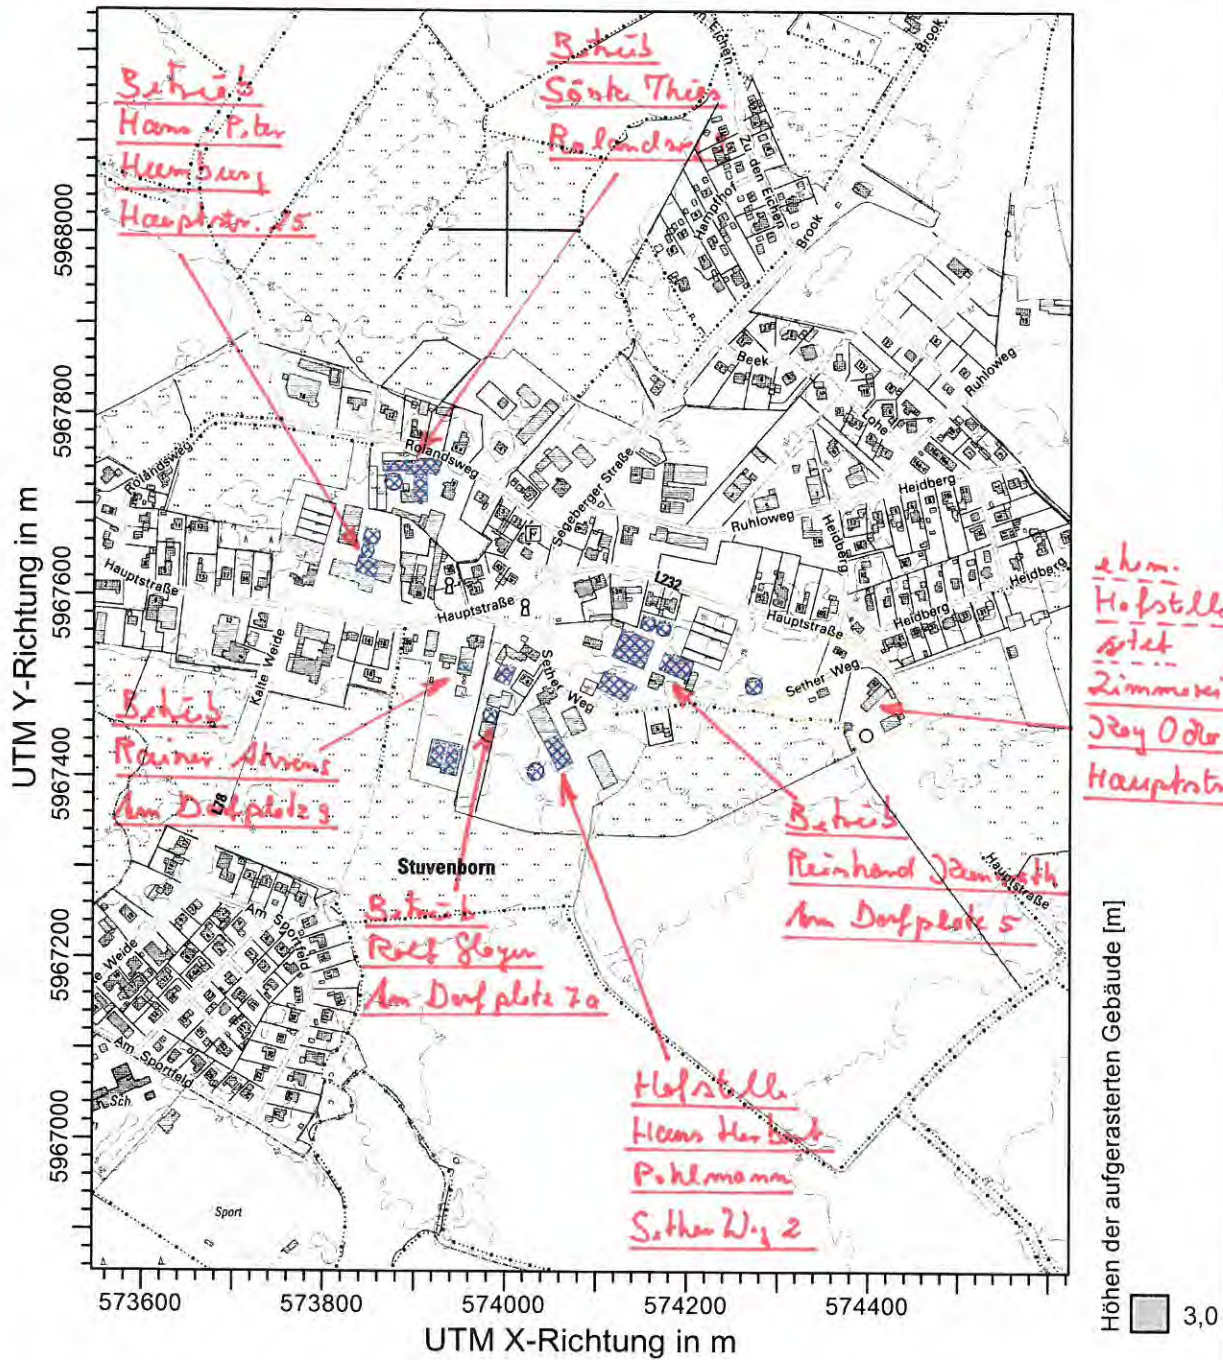 Betrieb
Hans-Peter
Humburg
Hauptstr. 15
Betrieb
Sönke Thies
Rolandsweg
n. Eichen
Brook
Zu den Eichen
Hampfhof
Brook
Beek
Ruhloweg
Lohe
Rolandsweg
Rolandsweg
Segeberger Straße
Heidberg
Ruhloweg
Heidberg
Heidberg
Heidberg
Hauptstraße
L232
Hauptstraße
Hauptstraße
Kalte Weide
Sether Weg
Sether Weg
ehem.
Hofstelle
Zimmerei
Hauptstr
Betrieb
Rainer Ahrens
Am Dorfplatz 9
L78
Stuvenborn
Betrieb
Rolf Gloyer
Am Dorfplatz 7a
Betrieb
Reinhard
Am Dorfplatz 5
Hauptstraße
Hofstelle
Hans Herbert
Pohlmann
Sether Weg 2
Am Sportfeld
e Weide
Am Sportfeld
Sch.
Sport
UTM Y-Richtung in m
5968000
5967800
5967600
5967400
5967200
5967000
573600
573800
574000
574200
574400
UTM X-Richtung in m
Höhen der aufgerasterten Gebäude [m]
3,0